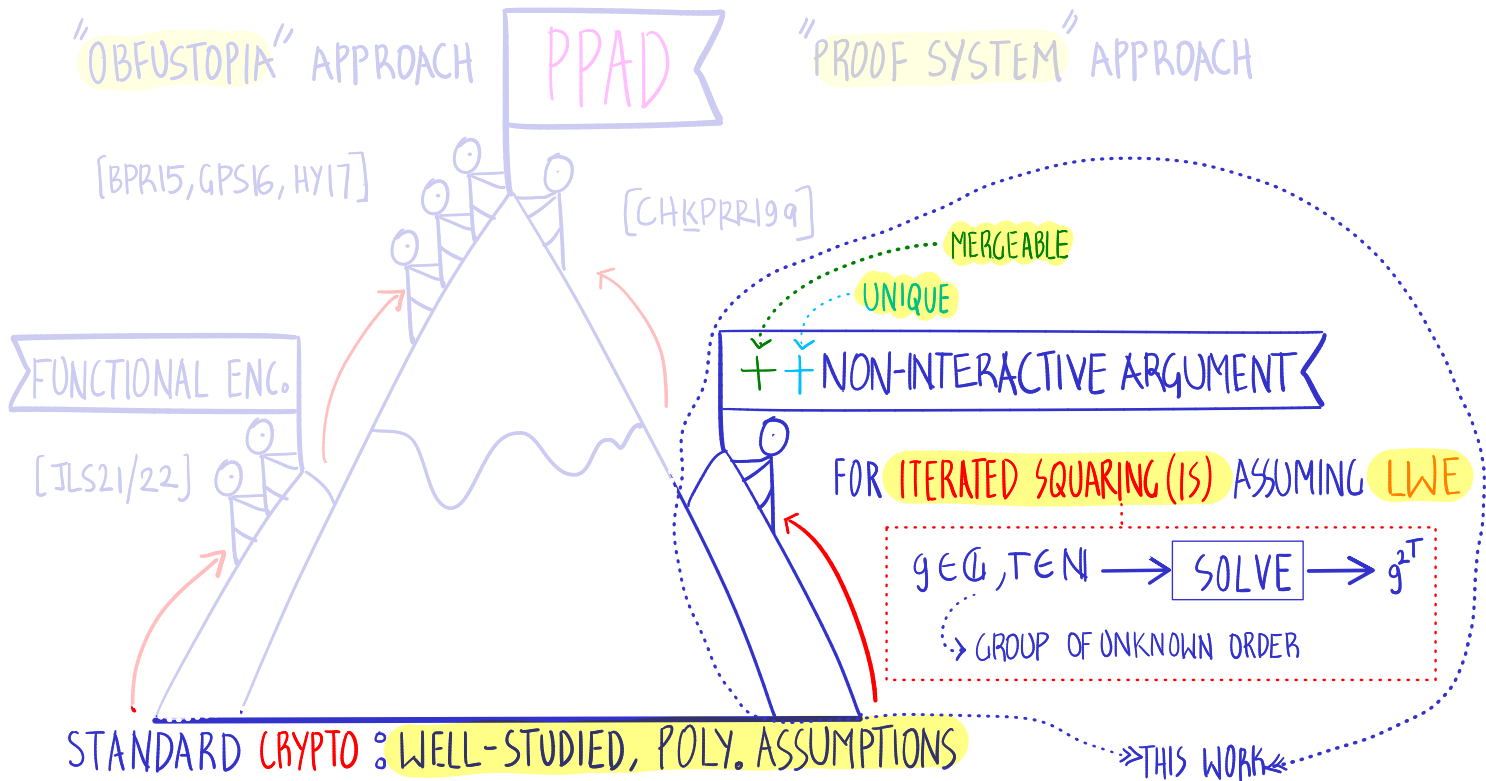 "OBFUSTOPIA" APPROACH
PPAD
"PROOF SYSTEM" APPROACH
[BPR15, GPS16, HY17]
[CHKPRR19a]
MERGEABLE
UNIQUE
FUNCTIONAL ENC.
+ + NON-INTERACTIVE ARGUMENT
[JLS21/22]
FOR ITERATED SQUARING (IS) ASSUMING LWE
g ∈ G, T ∈ ℕ → SOLVE → g^{2^T}
GROUP OF UNKNOWN ORDER
STANDARD CRYPTO : WELL-STUDIED, POLY. ASSUMPTIONS
THIS WORK